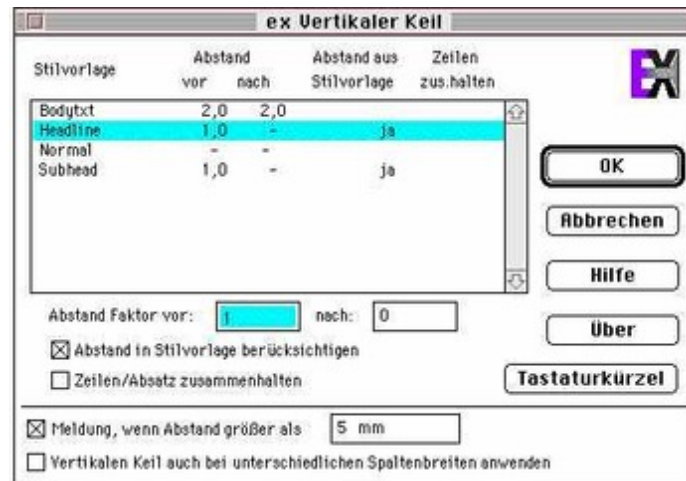 ex Vertikaler Keil
Stilvorlage Abstand Abstand aus Zeilen
vor nach Stilvorlage zus.halten
EX
Bodytxt 2,0 2,0
Headline 1,0 - ja
Normal - -
Subhead 1,0 - ja
OK
Abbrechen
Hilfe
Über
Tastaturkürzel
Abstand Faktor vor: 1 nach: 0
Abstand in Stilvorlage berücksichtigen
Zeilen/Absatz zusammenhalten
Meldung, wenn Abstand größer als 5 mm
Vertikalen Keil auch bei unterschiedlichen Spaltenbreiten anwenden